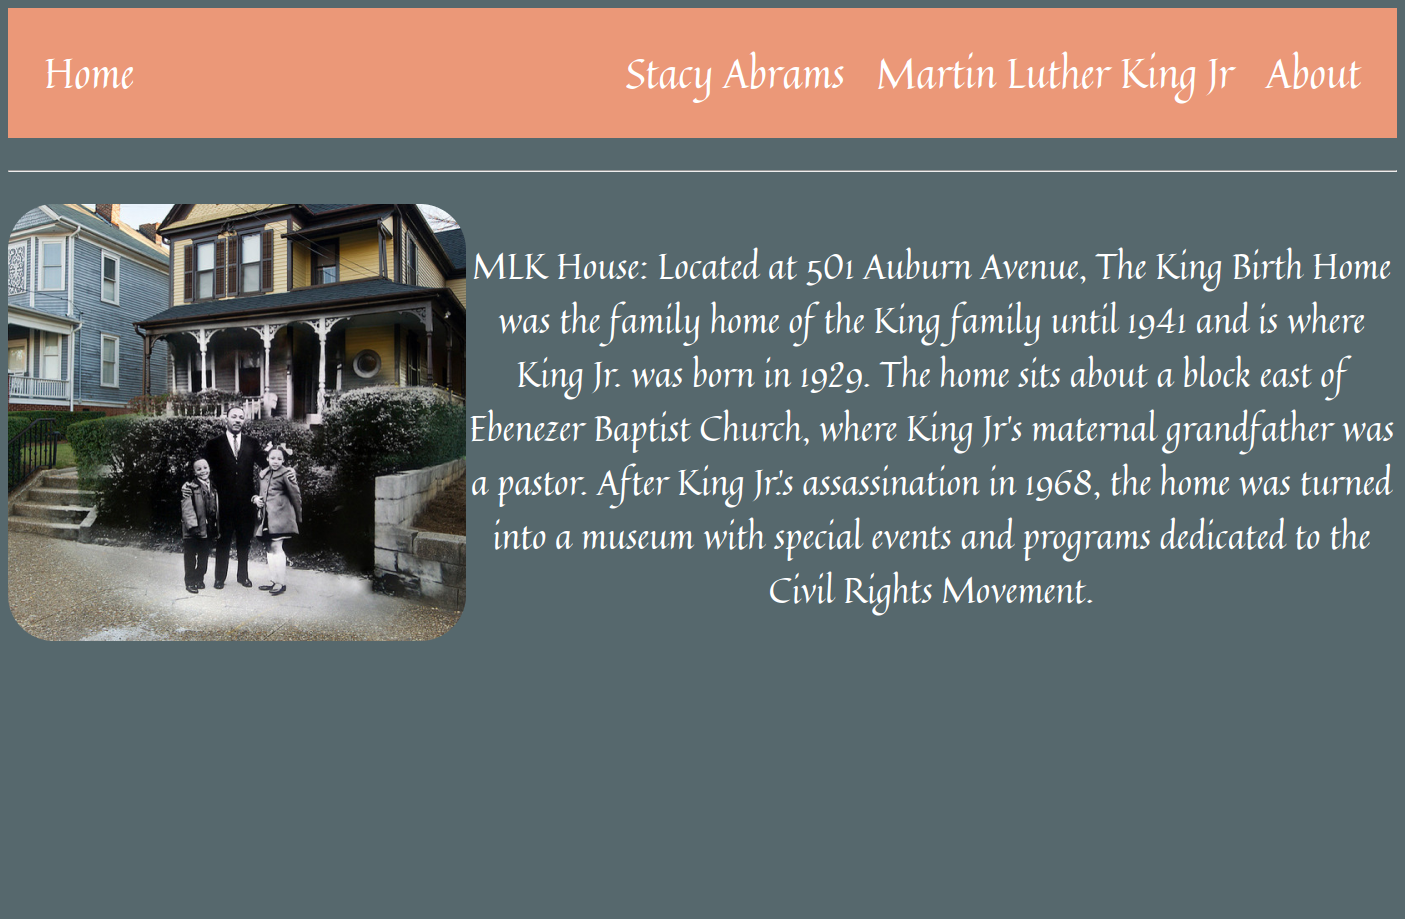 Home Stacy Abrams Martin Luther King Jr About
MLK House: Located at 501 Auburn Avenue, The King Birth Home
was the family home of the King family until 1941 and is where
King Jr. was born in 1929. The home sits about a block east of
Ebenezer Baptist Church, where King Jr's maternal grandfather was
a pastor. After King Jr.'s assassination in 1968, the home was turned
into a museum with special events and programs dedicated to the
Civil Rights Movement.